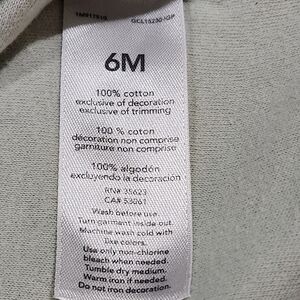 6M
100% cotton
exclusive of decoration
exclusive of trimming
100 % coton
décoration non comprise
garniture non comprise
100% algodón
excluyendo la decoración
RN# 35623
CA# 53061
Wash before use.
Turn garment inside out.
Machine wash cold with
like colors.
Use only non-chlorine
bleach when needed.
Tumble dry medium.
Warm iron if needed.
Do not iron decoration.